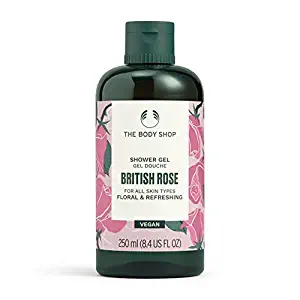 THE BODY SHOP
SHOWER GEL
GEL DOUCHE
BRITISH ROSE
FOR ALL SKIN TYPES
FLORAL & REFRESHING
VEGAN
250 ml (8.4 US FL OZ)